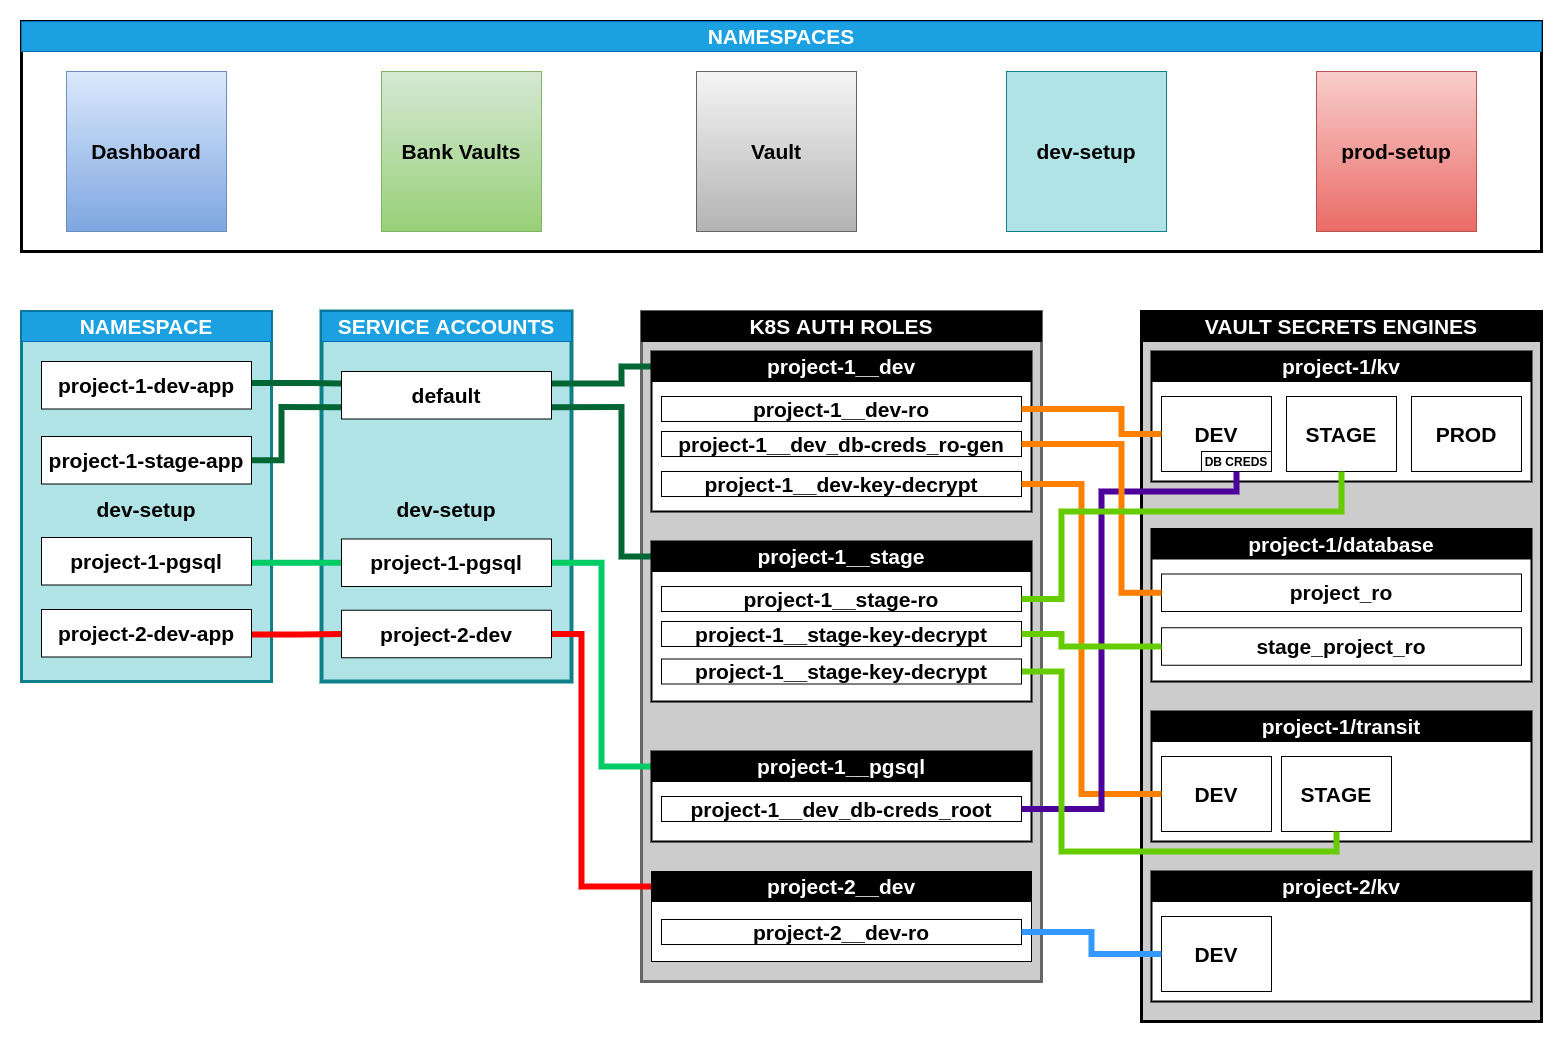 NAMESPACES
Dashboard
Bank Vaults
Vault
dev-setup
prod-setup
NAMESPACE
project-1-dev-app
project-1-stage-app
dev-setup
project-1-pgsql
project-2-dev-app
SERVICE ACCOUNTS
default
dev-setup
project-1-pgsql
project-2-dev
K8S AUTH ROLES
project-1__dev
project-1__dev-ro
project-1__dev_db-creds_ro-gen
project-1__dev-key-decrypt
project-1__stage
project-1__stage-ro
project-1__stage-key-decrypt
project-1__stage-key-decrypt
project-1__pgsql
project-1__dev_db-creds_root
project-2__dev
project-2__dev-ro
VAULT SECRETS ENGINES
project-1/kv
DEV
DB CREDS
STAGE
PROD
project-1/database
project_ro
stage_project_ro
project-1/transit
DEV
STAGE
project-2/kv
DEV